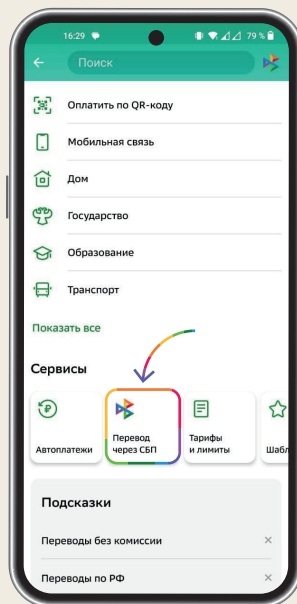 16:29 79 %
Поиск
Оплатить по QR-коду
Мобильная связь
Дом
Государство
Образование
Транспорт
Показать все
Сервисы
Автоплатежи
Перевод
через СБП
Тарифы
и лимиты
Шабл
Подсказки
Переводы без комиссии
Переводы по РФ